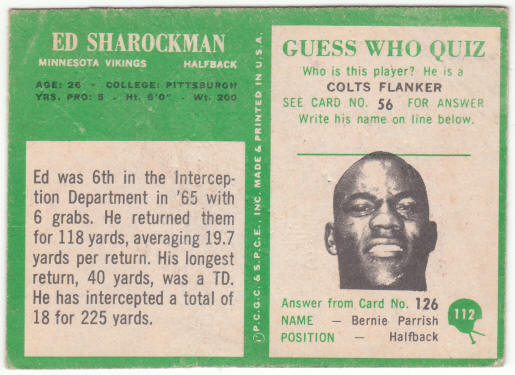 ED SHAROCKMAN
MINNESOTA VIKINGS HALFBACK
AGE: 26 - COLLEGE: PITTSBURGH
YRS. PRO: 5 - Ht. 6'0" - Wt. 200
Ed was 6th in the Intercep-
tion Department in '65 with
6 grabs. He returned them
for 118 yards, averaging 19.7
yards per return. His longest
return, 40 yards, was a TD.
He has intercepted a total of
18 for 225 yards.
P.C.G.C. & S.P.C.E., INC. MADE & PRINTED IN U.S.A.
GUESS WHO QUIZ
Who is this player? He is a
COLTS FLANKER
SEE CARD NO. 56 FOR ANSWER
Write his name on line below.
Answer from Card No. 126
NAME — Bernie Parrish
POSITION — Halfback
112